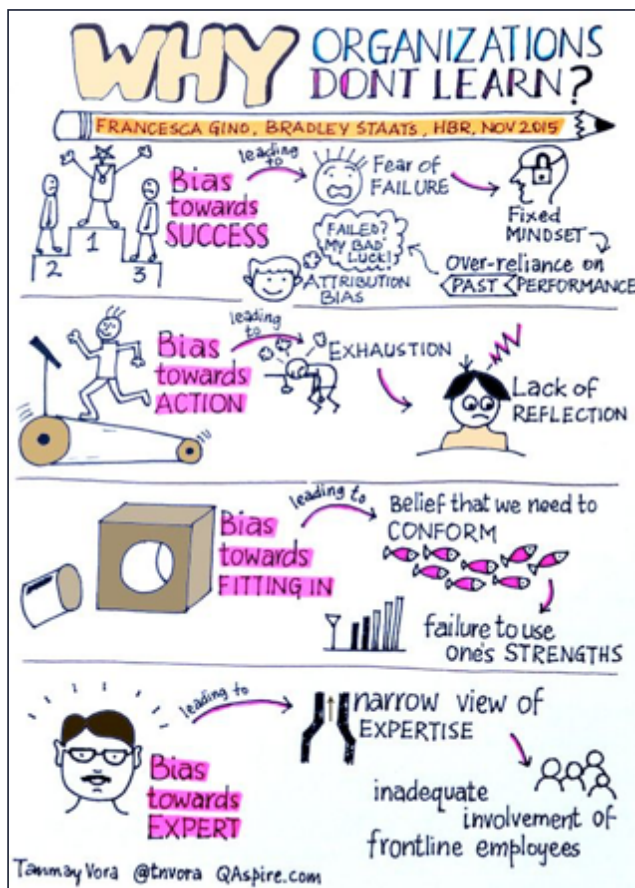 WHY ORGANIZATIONS
DONT LEARN?
FRANCESCA GINO, BRADLEY STAATS, HBR, NOV 2015
Bias
towards
SUCCESS
leading
to
Fear of
FAILURE
Fixed
MINDSET
Over-reliance on
PAST PERFORMANCE
FAILED?
MY BAD
LUCK!
ATTRIBUTION
BIAS
2
1
3
Bias
towards
ACTION
leading
to
EXHAUSTION
Lack of
REFLECTION
Bias
towards
FITTING IN
leading to
Belief that we need to
CONFORM
failure to use
one's STRENGTHS
Bias
towards
EXPERT
leading to
narrow view of
EXPERTISE
inadequate
involvement of
frontline employees
Tanmay Vora @tnvora QAspire.com